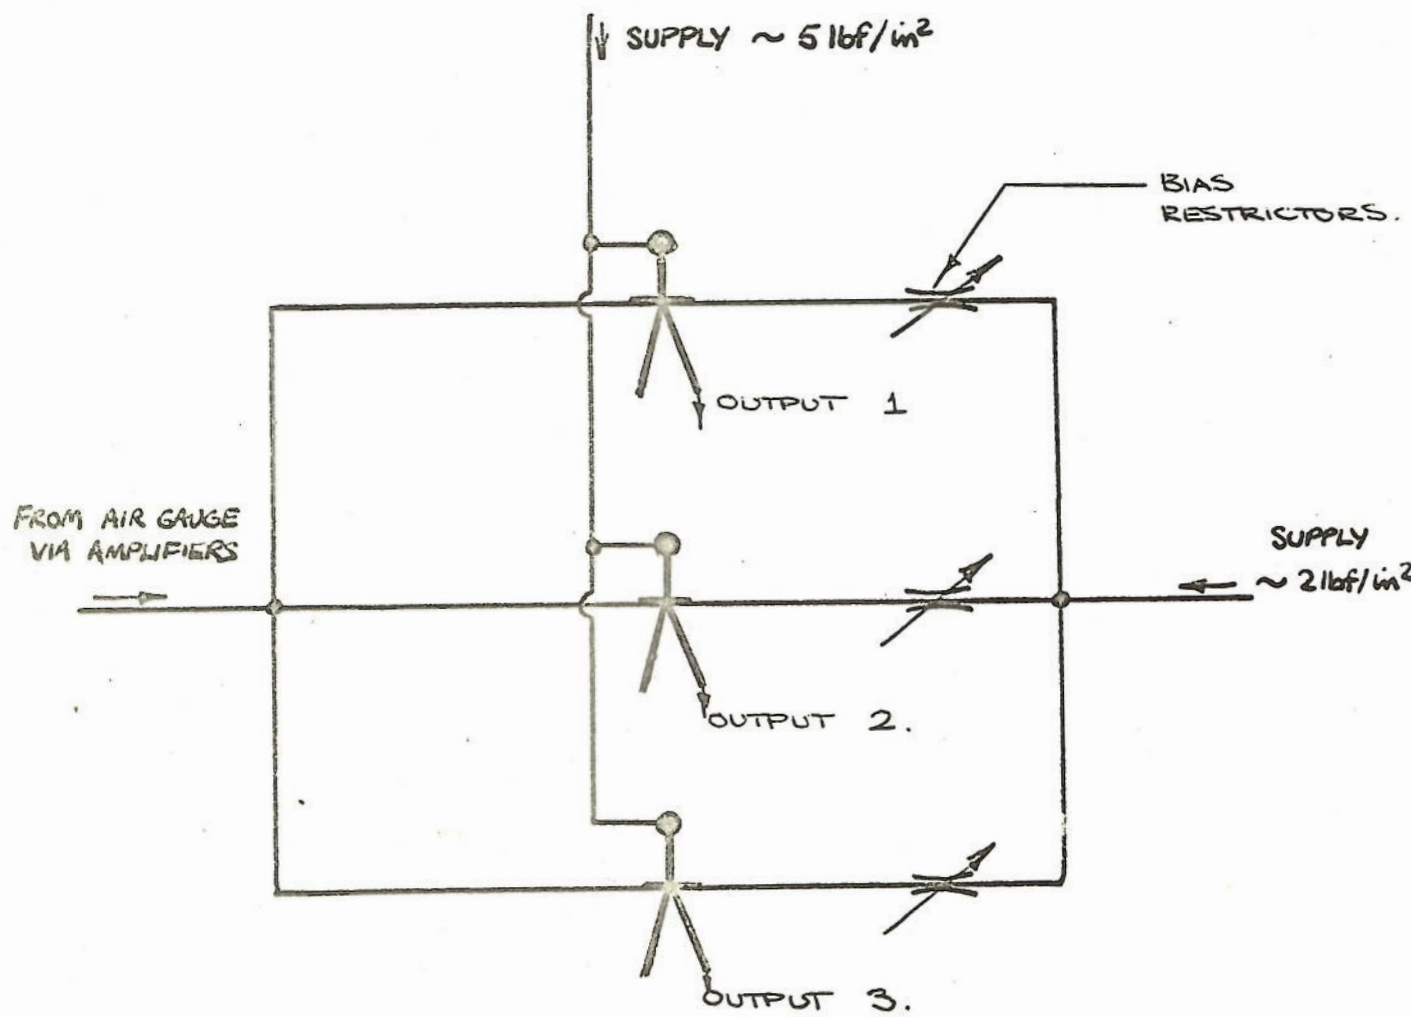 SUPPLY ~ 5 lbf/in²
BIAS
RESTRICTORS.
OUTPUT 1
FROM AIR GAUGE
VIA AMPLIFIERS
SUPPLY
~ 2 lbf/in²
OUTPUT 2.
OUTPUT 3.